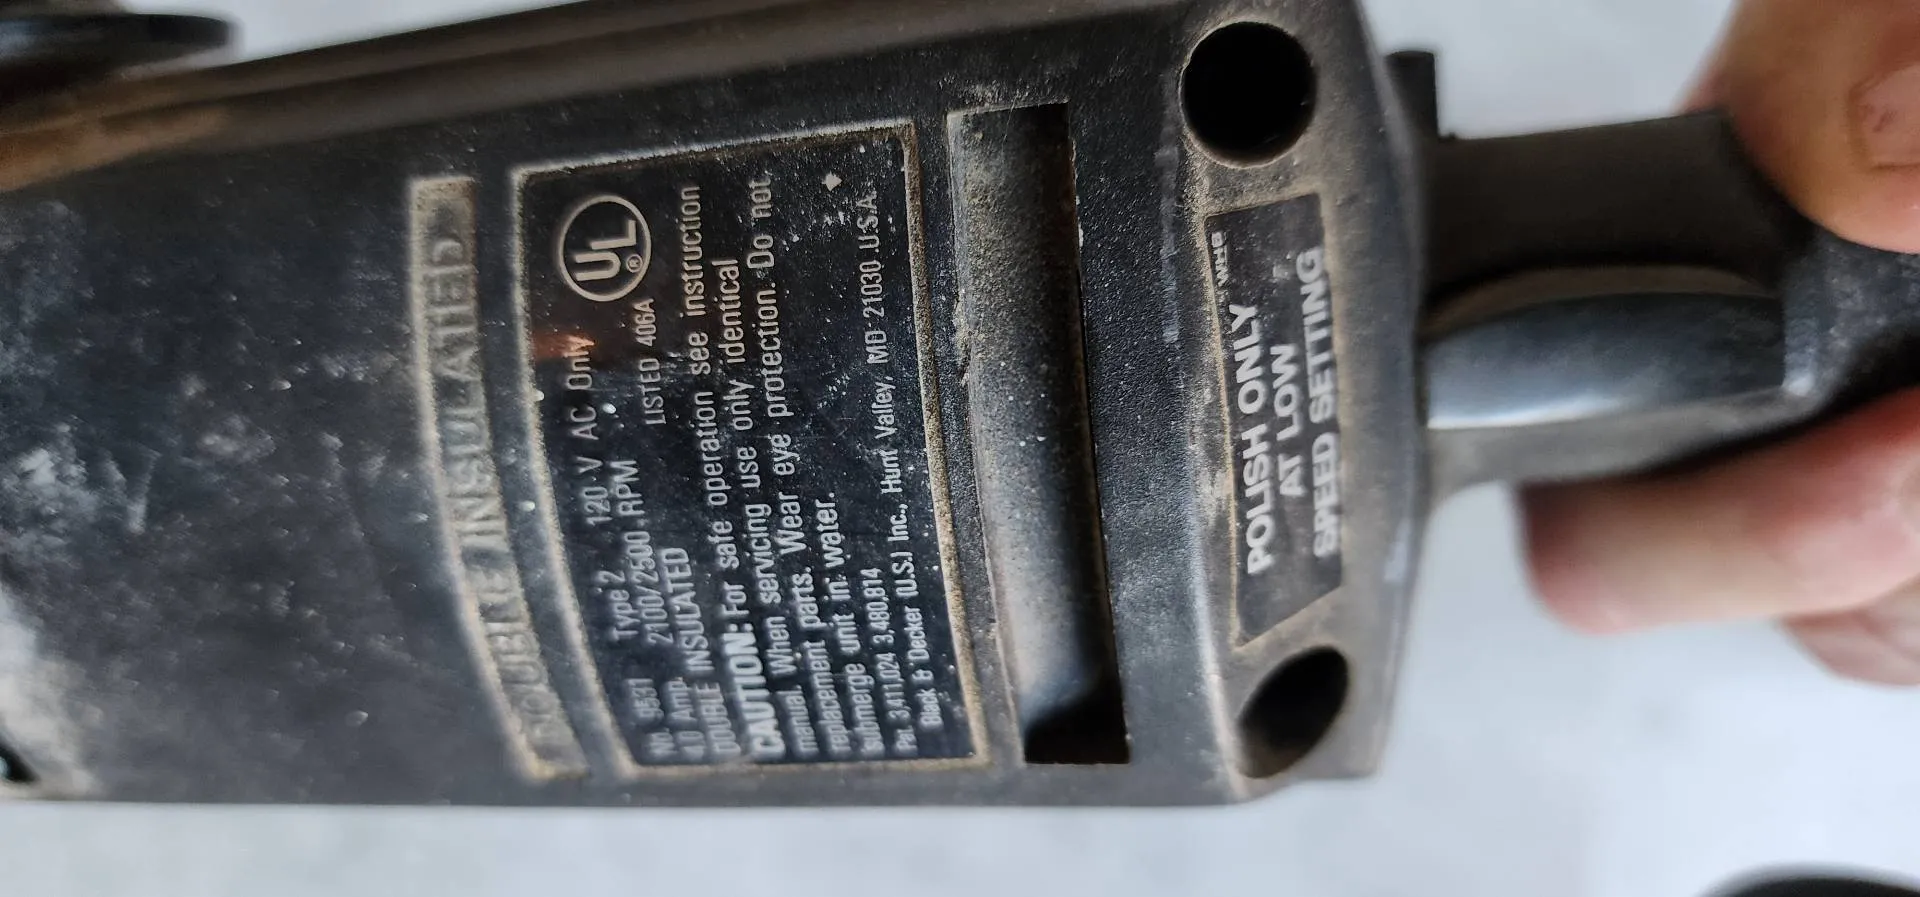 DOUBLE INSULATED
No. 9531 Type 2 120 V AC Only
4.0 Amp. 2100/2500 RPM
DOUBLE INSULATED LISTED 406A
UL®
CAUTION: For safe operation see instruction
manual. When servicing use only identical
replacement parts. Wear eye protection. Do not
submerge unit in water.
Pat. 3,411,024 3,480,814
Black & Decker (U.S.) Inc., Hunt Valley, MD 21030 U.S.A.
POLISH ONLY
AT LOW
SPEED SETTING